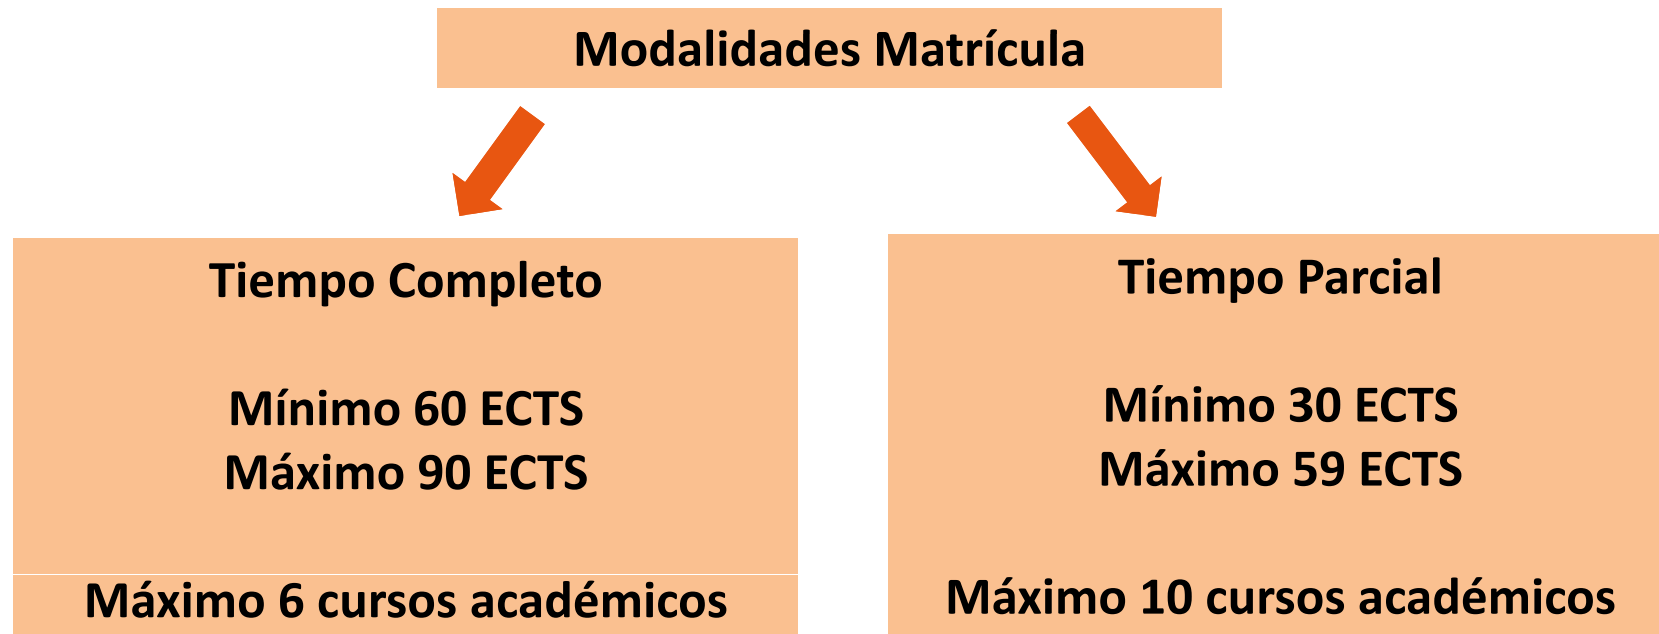 Modalidades Matrícula
Tiempo Completo
Mínimo 60 ECTS
Máximo 90 ECTS
Máximo 6 cursos académicos
Tiempo Parcial
Mínimo 30 ECTS
Máximo 59 ECTS
Máximo 10 cursos académicos